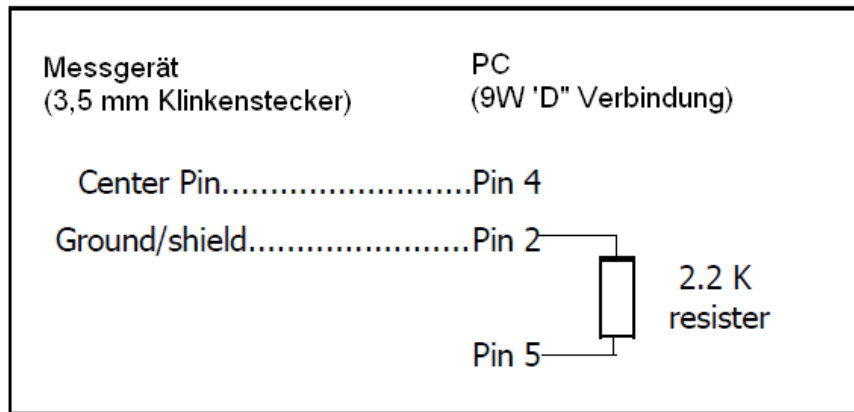 Messgerät
(3,5 mm Klinkenstecker)
PC
(9W 'D" Verbindung)
Center Pin..........................Pin 4
Ground/shield.......................Pin 2
2.2 K
resister
Pin 5